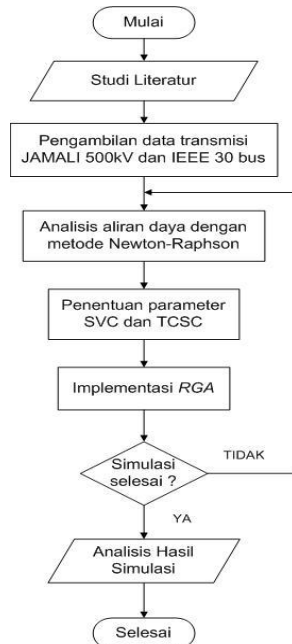 Mulai
Studi Literatur
Pengambilan data transmisi
JAMALI 500kV dan IEEE 30 bus
Analisis aliran daya dengan
metode Newton-Raphson
Penentuan parameter
SVC dan TCSC
Implementasi RGA
Simulasi
selesai ?
TIDAK
YA
Analisis Hasil
Simulasi
Selesai